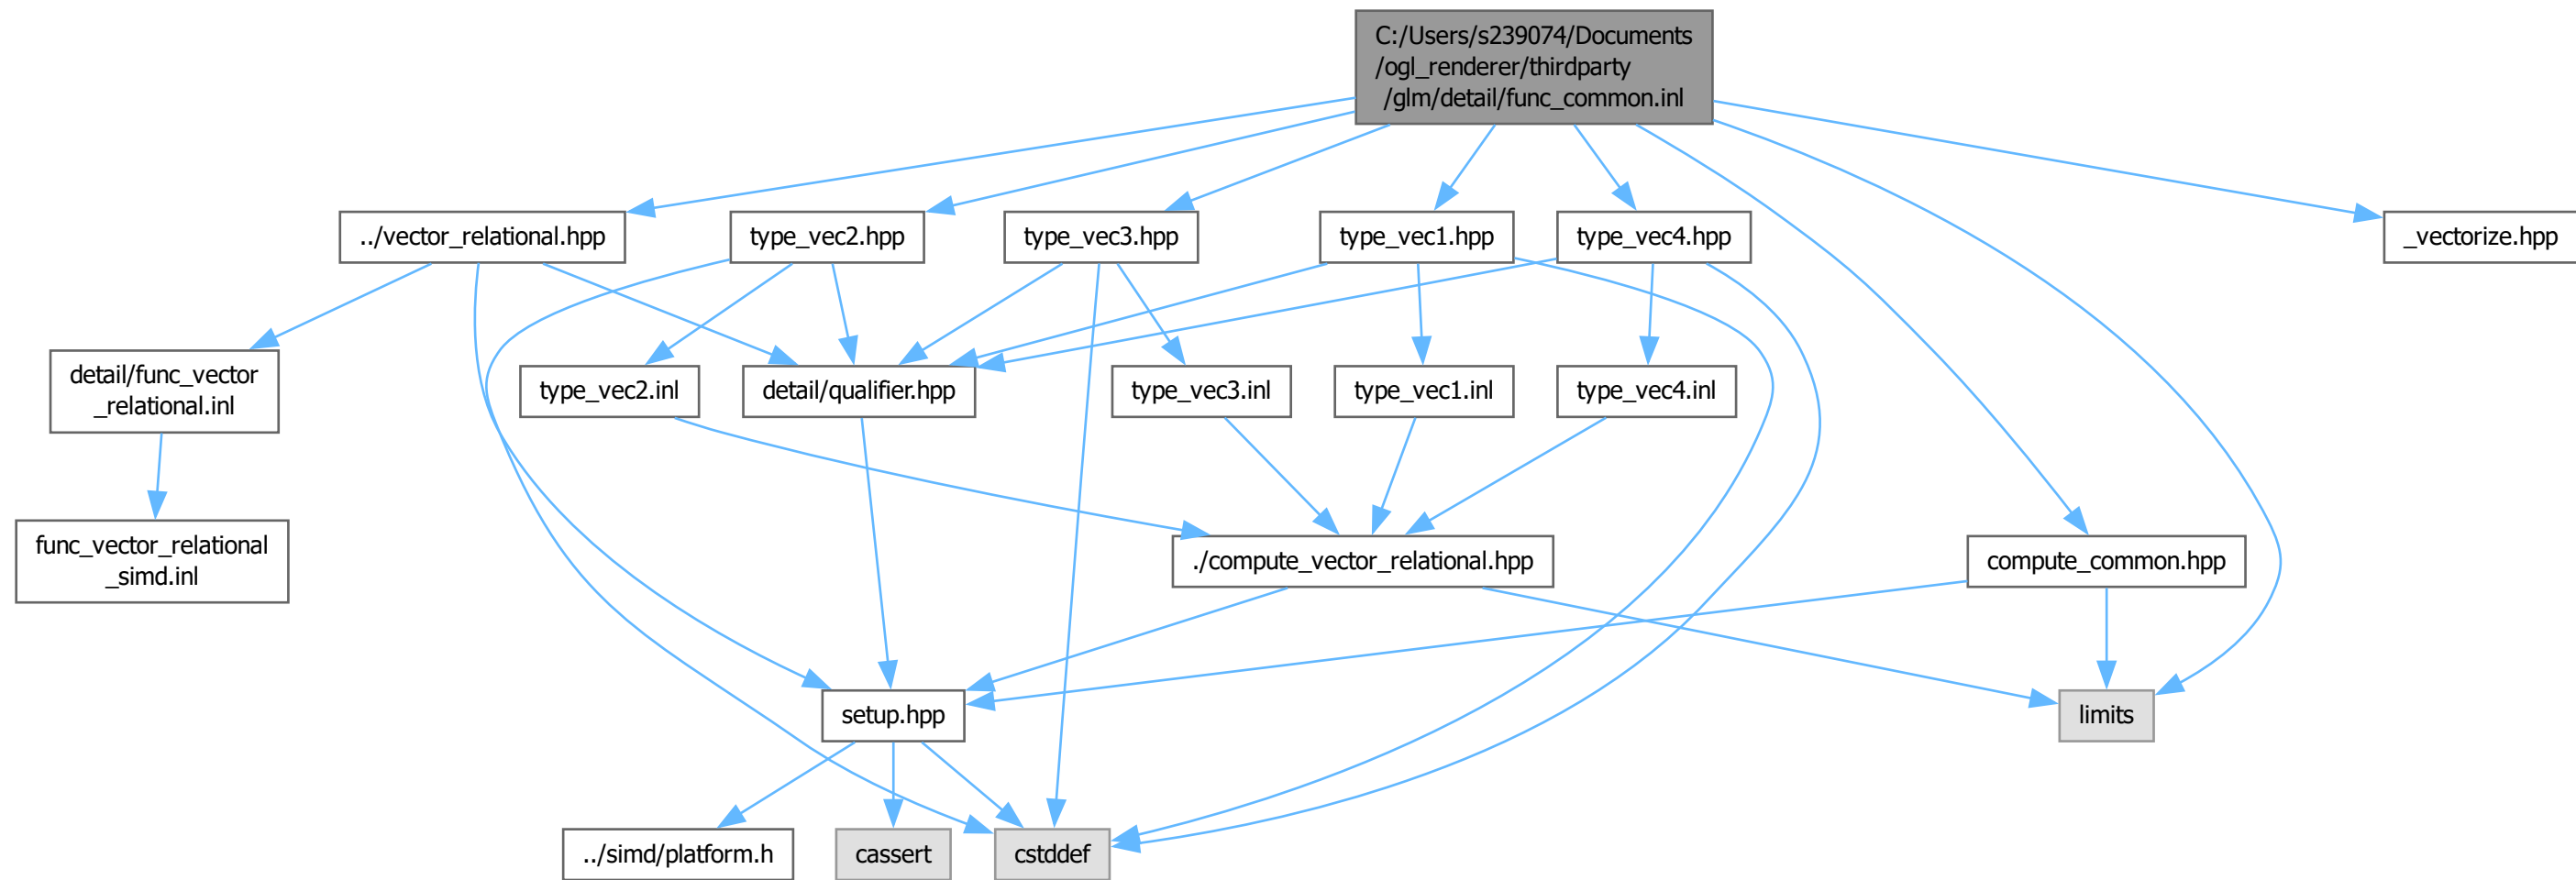 C:/Users/s239074/Documents
/ogl_renderer/thirdparty
/glm/detail/func_common.inl
../vector_relational.hpp
type_vec2.hpp
type_vec3.hpp
type_vec1.hpp
type_vec4.hpp
_vectorize.hpp
detail/func_vector
_relational.inl
type_vec2.inl
detail/qualifier.hpp
type_vec3.inl
type_vec1.inl
type_vec4.inl
func_vector_relational
_simd.inl
./compute_vector_relational.hpp
compute_common.hpp
setup.hpp
limits
../simd/platform.h
cassert
cstddef